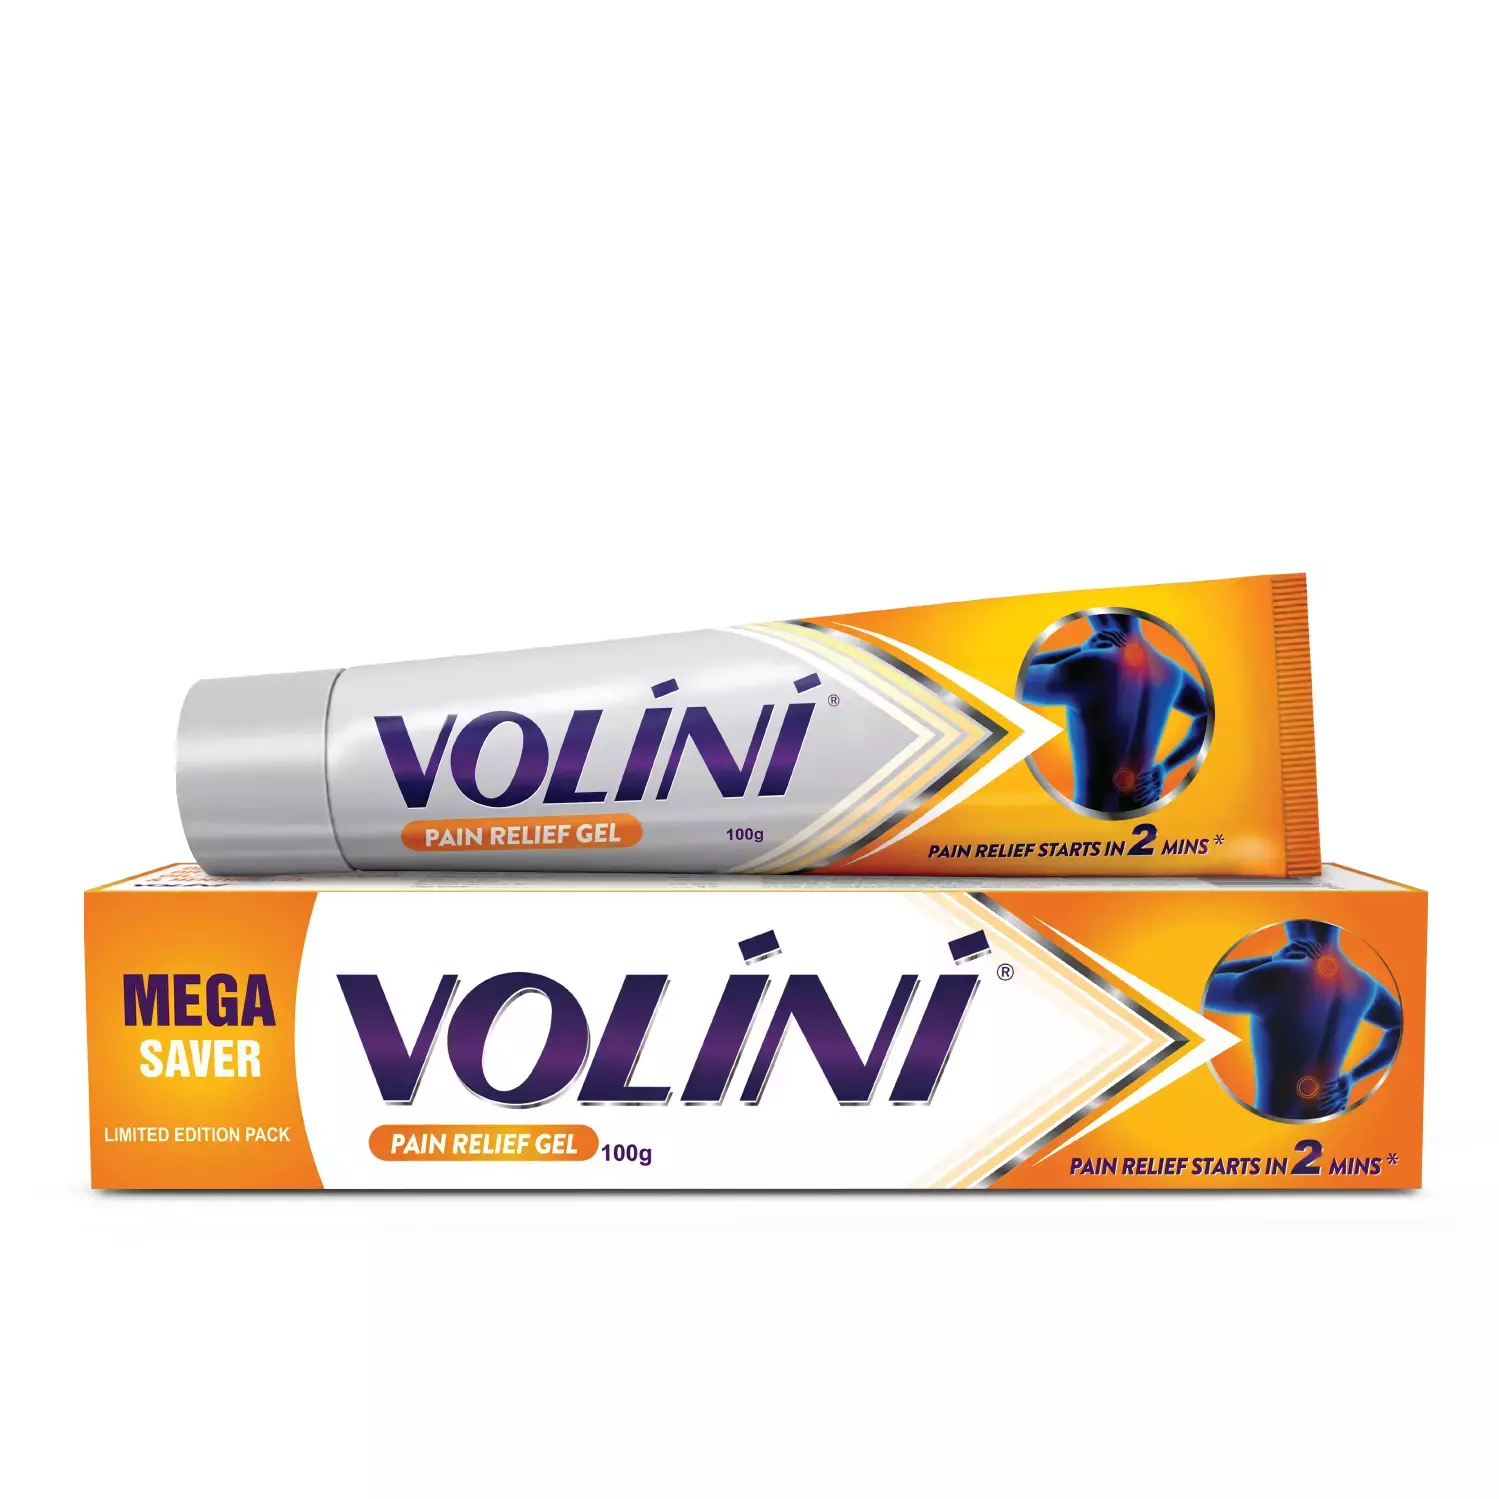 VOLINI®
PAIN RELIEF GEL
100g
PAIN RELIEF STARTS IN 2 MINS*
VOLINI
MEGA
SAVER
LIMITED EDITION PACK
VOLINI®
PAIN RELIEF GEL 100g
PAIN RELIEF STARTS IN 2 MINS*